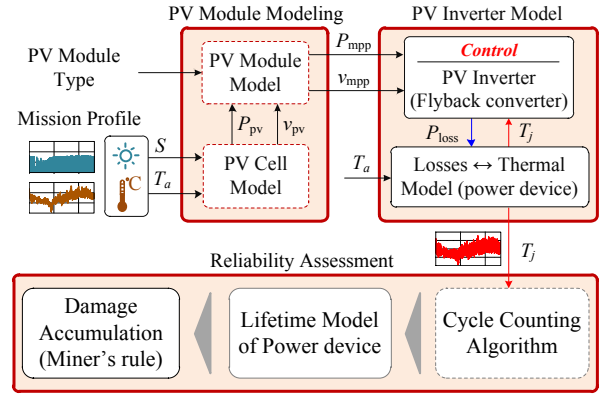 PV Module Modeling
PV Inverter Model
PV Module
Type
PV Module
Model
P_mpp
v_mpp
Control
PV Inverter
(Flyback converter)
Mission Profile
P_pv
v_pv
P_loss
T_j
S
T_a
°C
PV Cell
Model
T_a
Losses ↔ Thermal
Model (power device)
T_j
Reliability Assessment
Damage
Accumulation
(Miner's rule)
Lifetime Model
of Power device
Cycle Counting
Algorithm